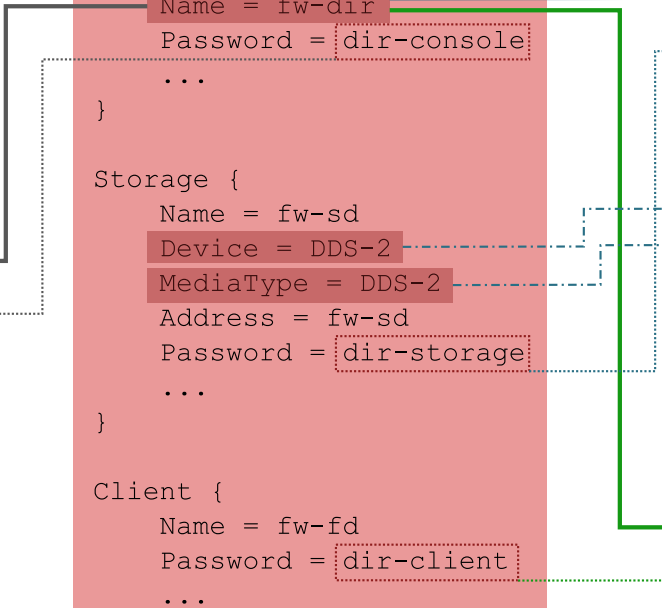 Name = fw-dir
Password = dir-console
...
}
Storage {
Name = fw-sd
Device = DDS-2
MediaType = DDS-2
Address = fw-sd
Password = dir-storage
...
}
Client {
Name = fw-fd
Password = dir-client
...